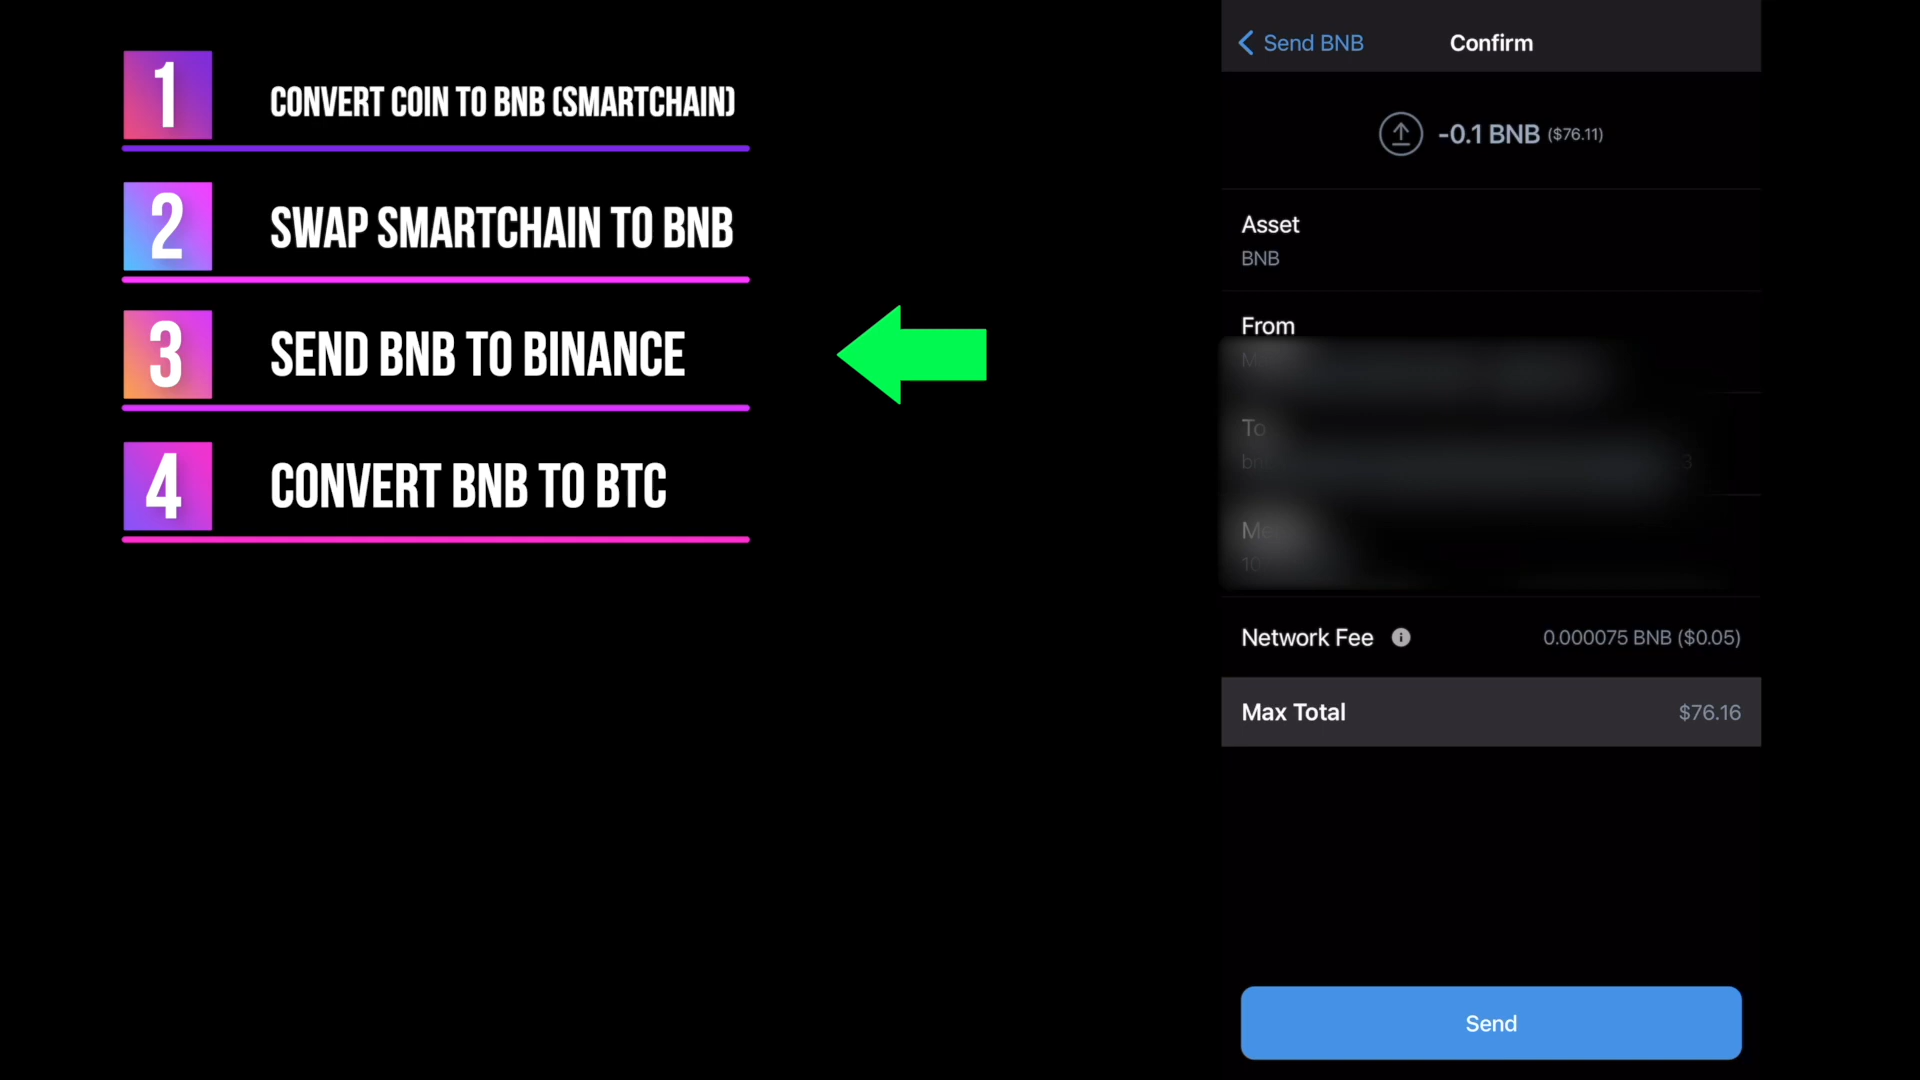 1
CONVERT COIN TO BNB (SMARTCHAIN)
2
SWAP SMARTCHAIN TO BNB
3
SEND BNB TO BINANCE
4
CONVERT BNB TO BTC
Send BNB
Confirm
-0.1 BNB ($76.11)
Asset
BNB
From
To
Network Fee
0.000075 BNB ($0.05)
Max Total
$76.16
Send